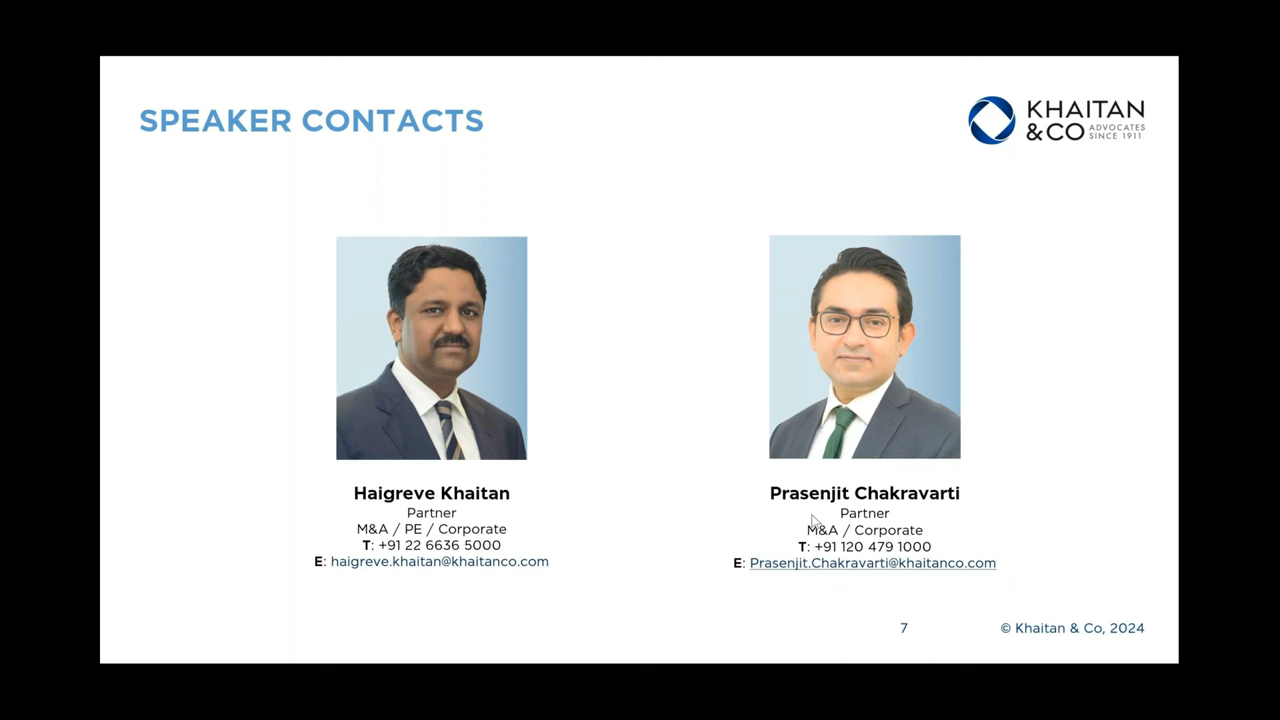 SPEAKER CONTACTS
KHAITAN
&CO ADVOCATES
SINCE 1911
Haigreve Khaitan
Partner
M&A / PE / Corporate
T: +91 22 6636 5000
E: haigreve.khaitan@khaitanco.com
Prasenjit Chakravarti
Partner
M&A / Corporate
T: +91 120 479 1000
E: Prasenjit.Chakravarti@khaitanco.com
7
© Khaitan & Co, 2024